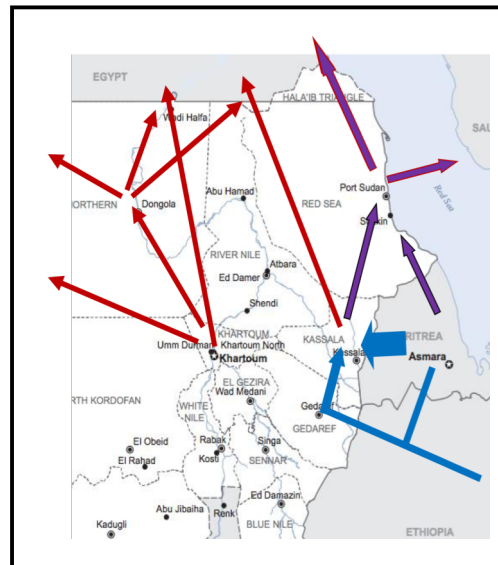 EGYPT
Wadi Halfa
HALA'IB TRIANGLE
SAU
Port Sudan
Red Sea
NORTHERN
Dongola
Abu Hamad
RED SEA
RIVER NILE
Atbara
Ed Damer
Shendi
KHARTOUM
KASSALA
RITREA
Umm Durman
Khartoum North
Khartoum
Kassala
Asmara
EL GEZIRA
Wad Medani
RTH KORDOFAN
WHITE
NILE
Gedaref
GEDAREF
El Obeid
Rabak
Singa
El Rahad
Kosti
SENNAR
Ed Damazin
Abu Jibaiha
Renk
Kadugli
BLUE NILE
ETHIOPIA